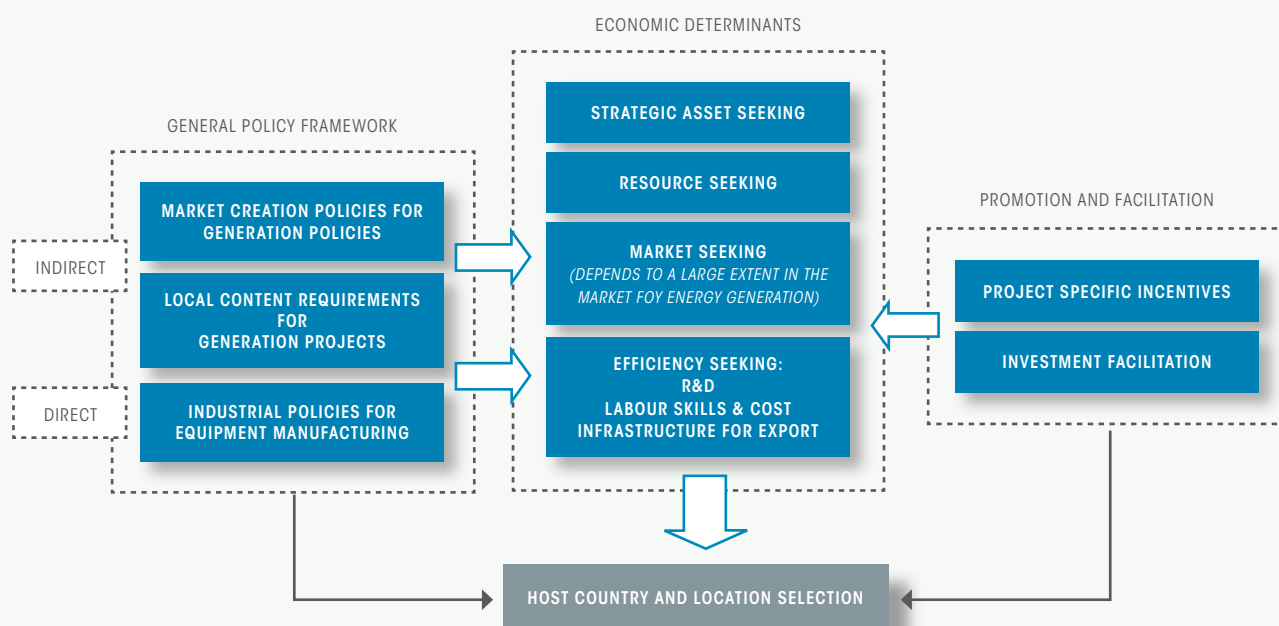 ECONOMIC DETERMINANTS
STRATEGIC ASSET SEEKING
RESOURCE SEEKING
MARKET SEEKING
(DEPENDS TO A LARGE EXTENT IN THE
MARKET FOY ENERGY GENERATION)
EFFICIENCY SEEKING:
R&D
LABOUR SKILLS & COST
INFRASTRUCTURE FOR EXPORT
GENERAL POLICY FRAMEWORK
MARKET CREATION POLICIES FOR
GENERATION POLICIES
LOCAL CONTENT REQUIREMENTS
FOR
GENERATION PROJECTS
INDUSTRIAL POLICIES FOR
EQUIPMENT MANUFACTURING
INDIRECT
DIRECT
PROMOTION AND FACILITATION
PROJECT SPECIFIC INCENTIVES
INVESTMENT FACILITATION
HOST COUNTRY AND LOCATION SELECTION